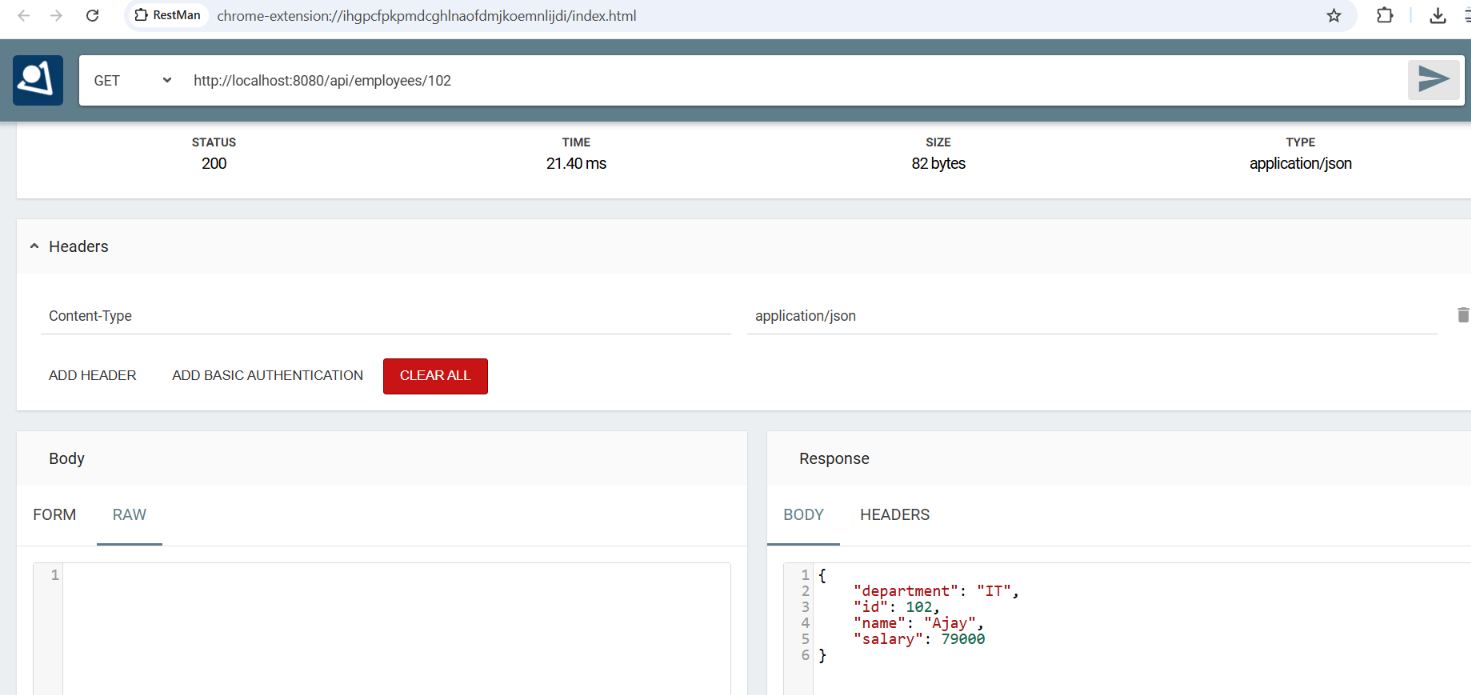 RestMan chrome-extension://ihgpcfpkpmdcghlnaofdmjkoemnlijdi/index.html
GET http://localhost:8080/api/employees/102
STATUS TIME SIZE TYPE
200 21.40 ms 82 bytes application/json
Headers
Content-Type application/json
ADD HEADER ADD BASIC AUTHENTICATION CLEAR ALL
Body Response
FORM RAW BODY HEADERS
1 1 {
2 "department": "IT",
3 "id": 102,
4 "name": "Ajay",
5 "salary": 79000
6 }